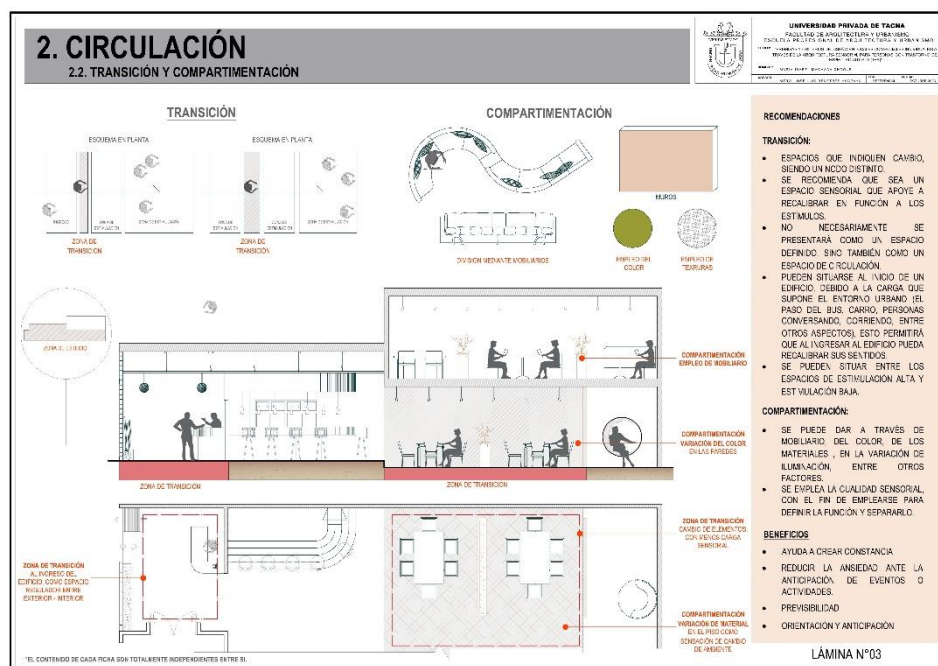 2. CIRCULACIÓN
2.2. TRANSICIÓN Y COMPARTIMENTACIÓN
UNIVERSIDAD PRIVADA DE TACNA
FACULTAD DE ARQUITECTURA Y URBANISMO
ESCUELA PROFESIONAL DE ARQUITECTURA Y URBANISMO
TRANSICIÓN
ESQUEMA EN PLANTA
ESQUEMA EN PLANTA
ZONA DE
TRANSICIÓN
ZONA DE
TRANSICIÓN
COMPARTIMENTACIÓN
MUROS
DIVISIÓN MEDIANTE MOBILIARIOS
EMPLEO DEL
COLOR
EMPLEO DE
TEXTURAS
COMPARTIMENTACIÓN
EMPLEO DE MOBILIARIO
COMPARTIMENTACIÓN
VARIACIÓN DEL COLOR
EN LAS PAREDES
ZONA DE TRANSICIÓN
ZONA DE TRANSICIÓN
ZONA DE TRANSICIÓN
AL INGRESO DEL
EDIFICIO, COMO ESPACIO
REGULADOR ENTRE
EXTERIOR - INTERIOR
ZONA DE TRANSICIÓN
CAMBIO DE ELEMENTOS,
CON MENOS CARGA
SENSORIAL
COMPARTIMENTACIÓN
VARIACIÓN DE MATERIAL
EN EL PISO COMO
SENSACIÓN DE CAMBIO
DE AMBIENTE
*EL CONTENIDO DE CADA FICHA SON TOTALMENTE INDEPENDIENTES ENTRE SI.
RECOMENDACIONES
TRANSICIÓN:
• ESPACIOS QUE INDIQUEN CAMBIO,
SIENDO UN NODO DISTINTO.
• SE RECOMIENDA QUE SEA UN
ESPACIO SENSORIAL QUE APOYE A
RECALIBRAR EN FUNCIÓN A LOS
ESTÍMULOS.
• NO NECESARIAMENTE SE
PRESENTARÁ COMO UN ESPACIO
DEFINIDO, SINO TAMBIÉN COMO UN
ESPACIO DE CIRCULACIÓN.
• PUEDEN SITUARSE AL INICIO DE UN
EDIFICIO, DEBIDO A LA CARGA QUE
SUPONE EL ENTORNO URBANO (EL
PASO DEL BUS, CARRO, PERSONAS
CONVERSANDO, CORRIENDO, ENTRE
OTROS ASPECTOS), ESTO PERMITIRÁ
QUE AL INGRESAR AL EDIFICIO PUEDA
RECALIBRAR SUS SENTIDOS.
• SE PUEDEN SITUAR ENTRE LOS
ESPACIOS DE ESTIMULACIÓN ALTA Y
ESTIMULACIÓN BAJA.
COMPARTIMENTACIÓN:
• SE PUEDE DAR A TRAVÉS DE
MOBILIARIO, DEL COLOR, DE LOS
MATERIALES , EN LA VARIACIÓN DE
ILUMINACIÓN, ENTRE OTROS
FACTORES.
• SE EMPLEA LA CUALIDAD SENSORIAL,
CON EL FIN DE EMPLEARSE PARA
DEFINIR LA FUNCIÓN Y SEPARARLO.
BENEFICIOS
• AYUDA A CREAR CONSTANCIA
• REDUCIR LA ANSIEDAD ANTE LA
ANTICIPACIÓN DE EVENTOS O
ACTIVIDADES.
• PREVISIBILIDAD
• ORIENTACIÓN Y ANTICIPACIÓN
LÁMINA N°03